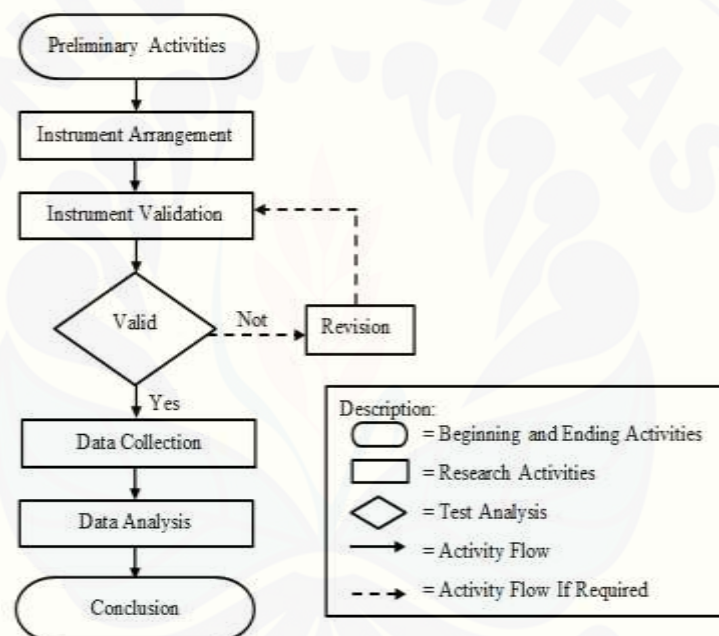 Preliminary Activities
Instrument Arrangement
Instrument Validation
Valid
Not
Revision
Yes
Data Collection
Data Analysis
Conclusion
Description:
= Beginning and Ending Activities
= Research Activities
= Test Analysis
= Activity Flow
= Activity Flow If Required